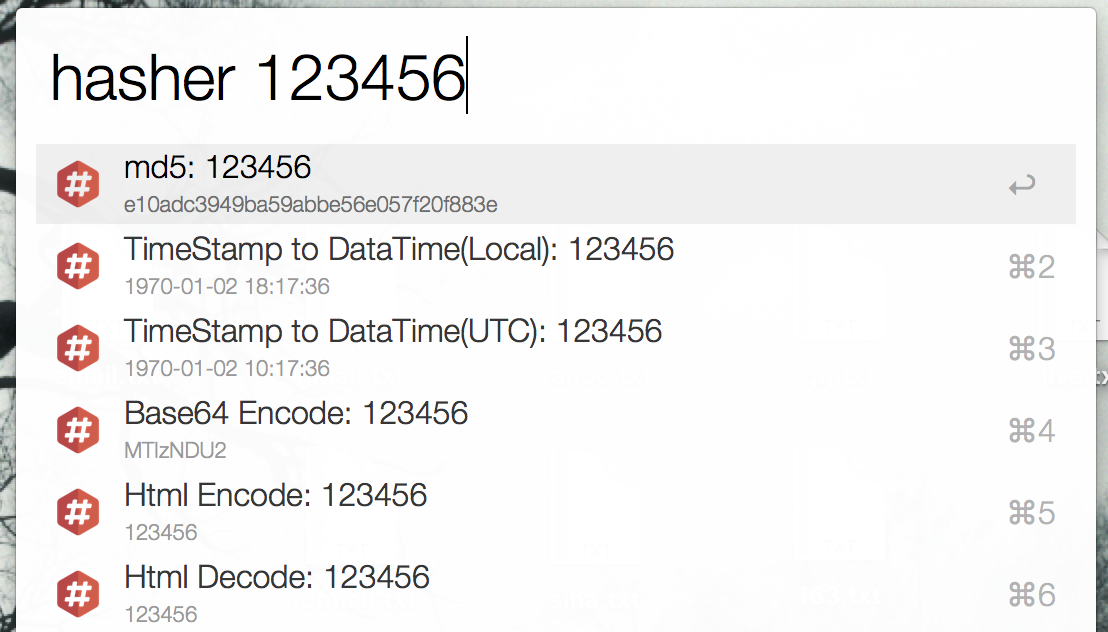 hasher 123456
md5: 123456
e10adc3949ba59abbe56e057f20f883e
TimeStamp to DataTime(Local): 123456
1970-01-02 18:17:36
⌘2
TimeStamp to DataTime(UTC): 123456
1970-01-02 10:17:36
⌘3
Base64 Encode: 123456
MTIzNDU2
⌘4
Html Encode: 123456
123456
⌘5
Html Decode: 123456
123456
⌘6